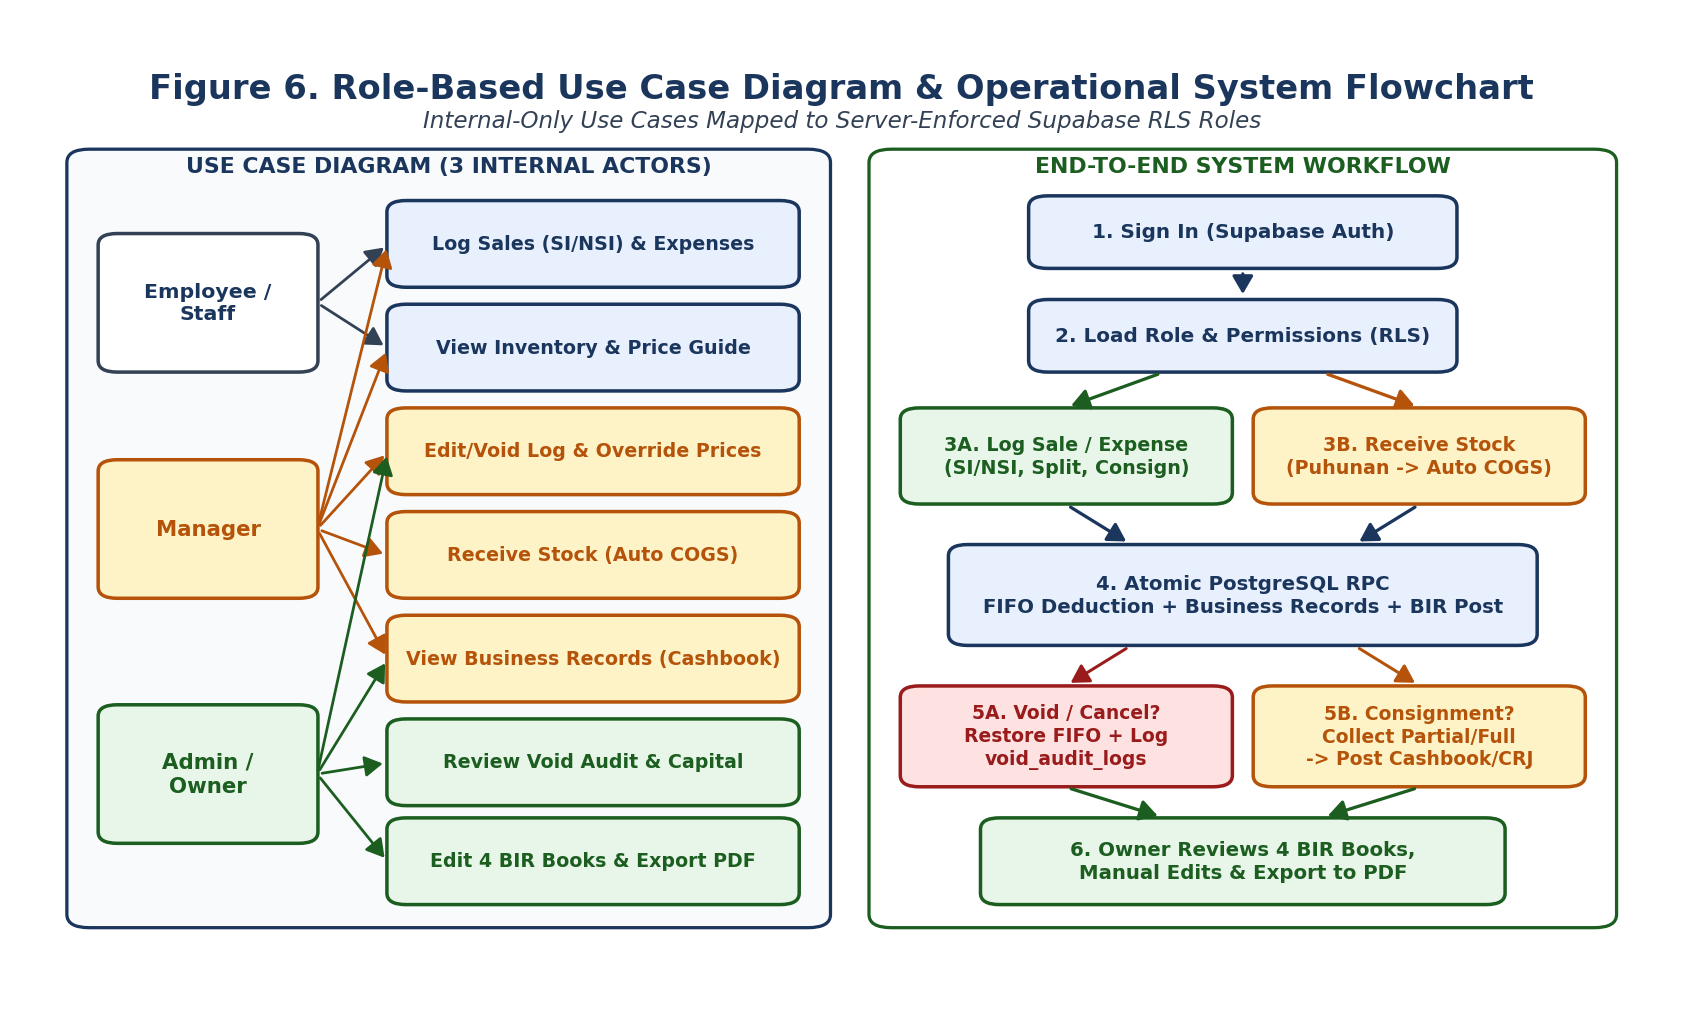 Figure 6. Role-Based Use Case Diagram & Operational System Flowchart
Internal-Only Use Cases Mapped to Server-Enforced Supabase RLS Roles
USE CASE DIAGRAM (3 INTERNAL ACTORS)
Employee /
Staff
Manager
Admin /
Owner
Log Sales (SI/NSI) & Expenses
View Inventory & Price Guide
Edit/Void Log & Override Prices
Receive Stock (Auto COGS)
View Business Records (Cashbook)
Review Void Audit & Capital
Edit 4 BIR Books & Export PDF
END-TO-END SYSTEM WORKFLOW
1. Sign In (Supabase Auth)
2. Load Role & Permissions (RLS)
3A. Log Sale / Expense
(SI/NSI, Split, Consign)
3B. Receive Stock
(Puhunan -> Auto COGS)
4. Atomic PostgreSQL RPC
FIFO Deduction + Business Records + BIR Post
5A. Void / Cancel?
Restore FIFO + Log
void_audit_logs
5B. Consignment?
Collect Partial/Full
-> Post Cashbook/CRJ
6. Owner Reviews 4 BIR Books,
Manual Edits & Export to PDF